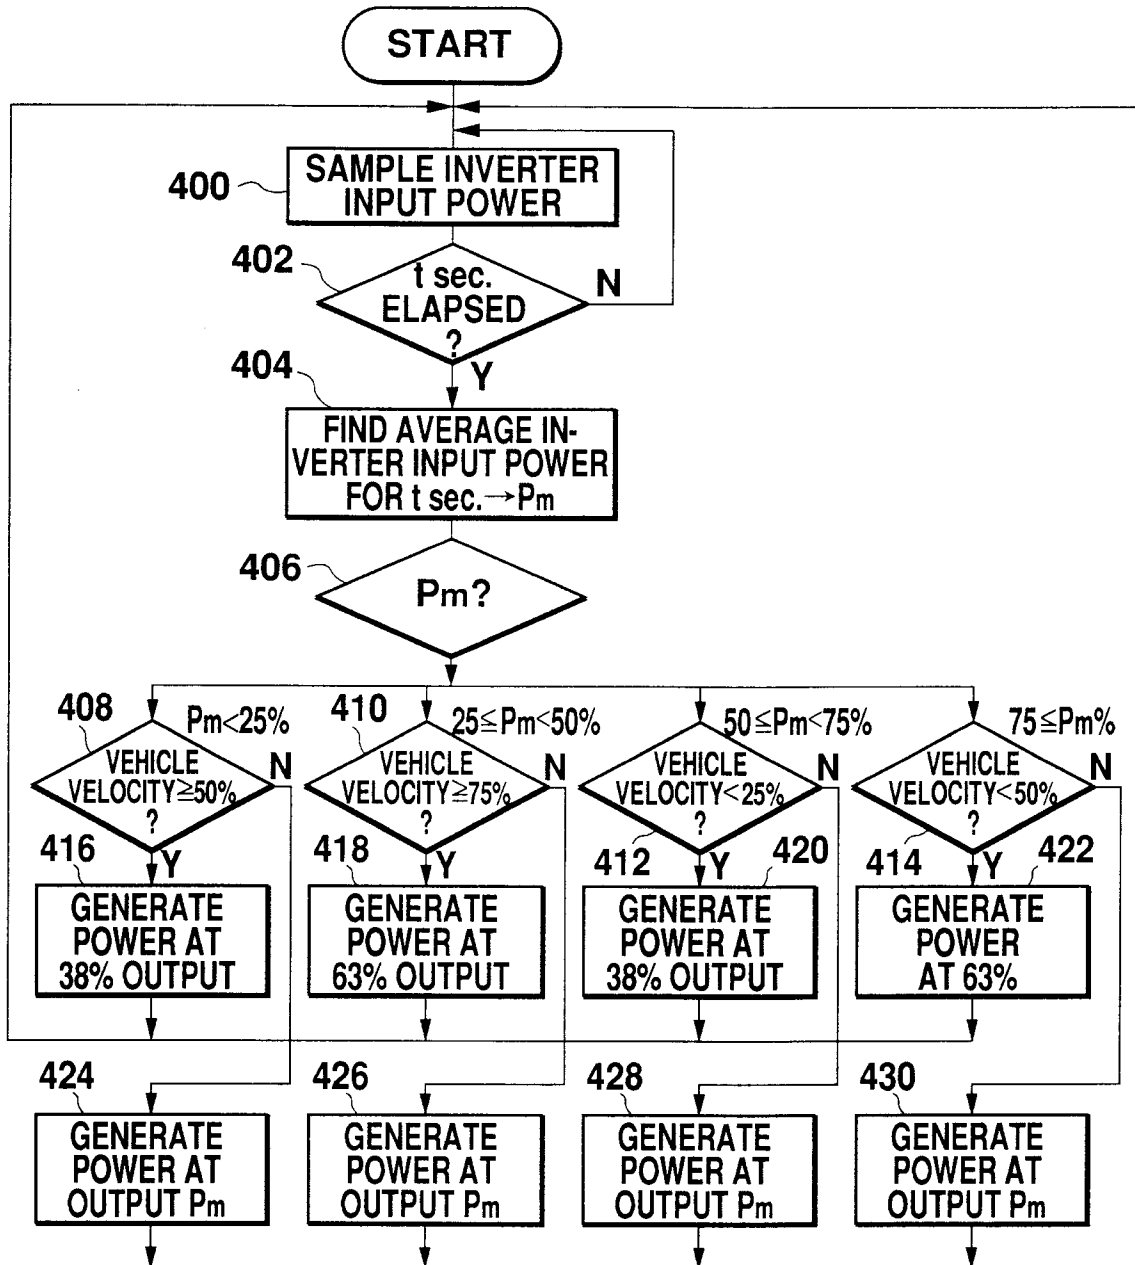 START
400
SAMPLE INVERTER
INPUT POWER
402
t sec.
ELAPSED
?
N
Y
404
FIND AVERAGE IN-
VERTER INPUT POWER
FOR t sec.→Pm
406
Pm?
408
Pm<25%
VEHICLE
VELOCITY≧50%
?
N
Y
410
25≦Pm<50%
VEHICLE
VELOCITY≧75%
?
N
Y
50≦Pm<75%
VEHICLE
VELOCITY<25%
?
N
412
Y
75≦Pm%
VEHICLE
VELOCITY<50%
?
N
414
Y
416
GENERATE
POWER AT
38% OUTPUT
418
GENERATE
POWER AT
63% OUTPUT
420
GENERATE
POWER AT
38% OUTPUT
422
GENERATE
POWER
AT 63%
424
GENERATE
POWER AT
OUTPUT Pm
426
GENERATE
POWER AT
OUTPUT Pm
428
GENERATE
POWER AT
OUTPUT Pm
430
GENERATE
POWER AT
OUTPUT Pm